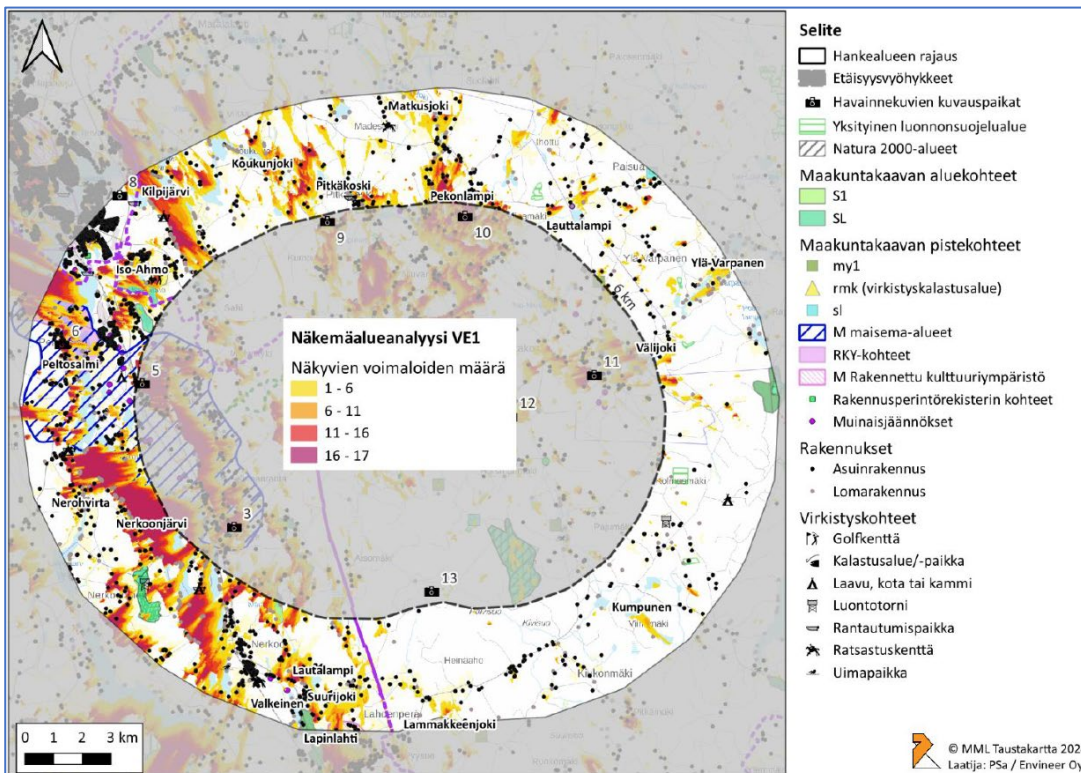 Matkusjoki
Koukunjoki
Pitkäkoski
8
Kilpijärvi
Pekonlampi
Lauttalampi
9
10
Ylä-Varpanen
Ylä-Varpanen
Iso-Ahmo
6 km
6
Peltosalmi
5
Välijoki
11
12
Näkemäalueanalyysi VE1
Näkyvien voimaloiden määrä
1 - 6
6 - 11
11 - 16
16 - 17
Nerohvirta
Nerkoonjärvi
3
13
Kumpunen
Heinäaho
Kirkonmäki
Lautalampi
Suurijoki
Valkeinen
Lammakkeenjoki
Lapinlahti
0 1 2 3 km
Selite
Hankealueen rajaus
Etäisyysvyöhykkeet
Havainnekuvien kuvauspaikat
Yksityinen luonnonsuojelualue
Natura 2000-alueet
Maakuntakaavan aluekohteet
S1
SL
Maakuntakaavan pistekohteet
my1
rmk (virkistyskalastusalue)
sl
M maisema-alueet
RKY-kohteet
M Rakennettu kulttuuriympäristö
Rakennusperintörekisterin kohteet
Muinaisjäännökset
Rakennukset
Asuinrakennus
Lomarakennus
Virkistyskohteet
Golfkenttä
Kalastusalue/-paikka
Laavu, kota tai kammi
Luontotorni
Rantautumispaikka
Ratsastuskenttä
Uimapaikka
© MML Taustakartta 202
Laatija: PSa / Envineer Oy